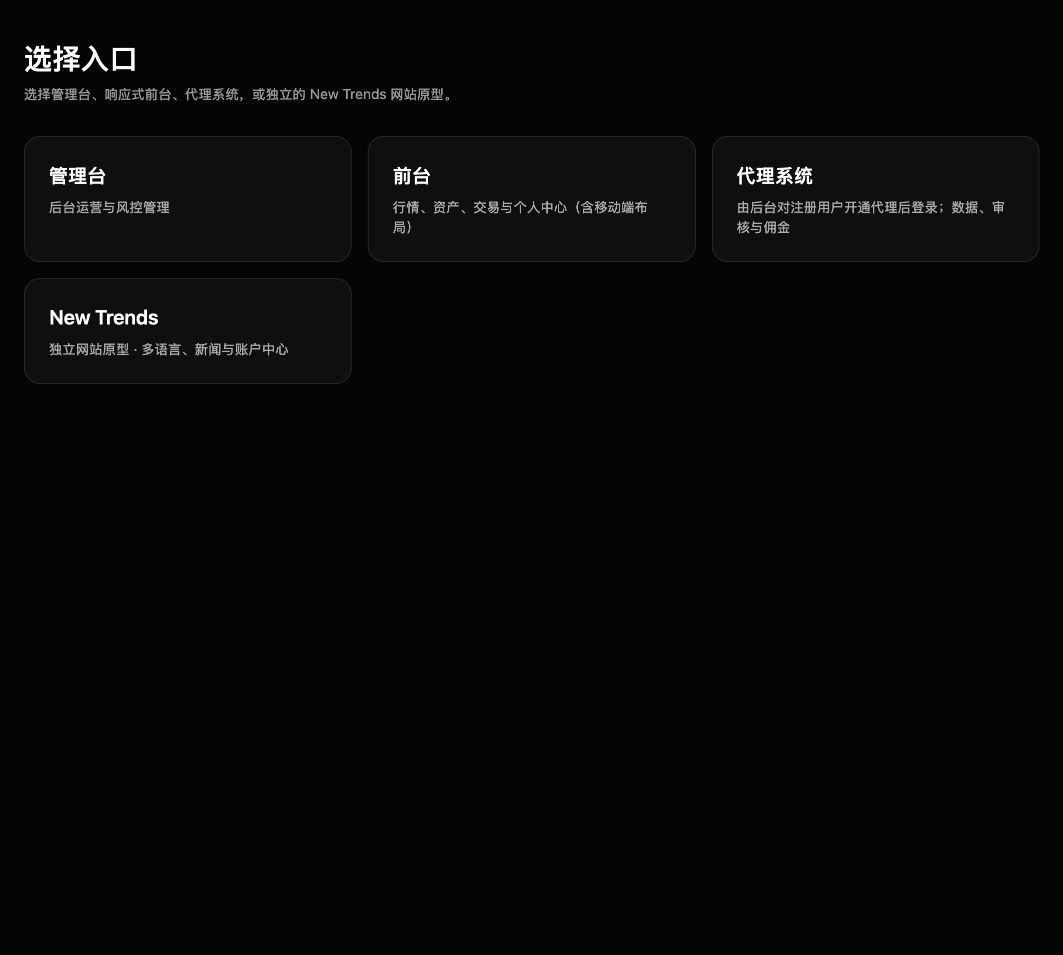 选择入口
选择管理台、响应式前台、代理系统，或独立的 New Trends 网站原型。
管理台
后台运营与风控管理
前台
行情、资产、交易与个人中心（含移动端布
局）
代理系统
由后台对注册用户开通代理后登录；数据、审
核与佣金
New Trends
独立网站原型 · 多语言、新闻与账户中心